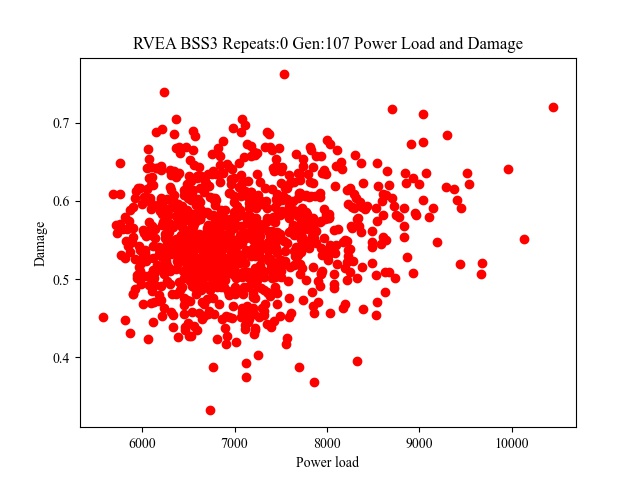 RVEA BSS3 Repeats:0 Gen:107 Power Load and Damage
0.7
0.6
0.5
0.4
Damage
6000 7000 8000 9000 10000
Power load